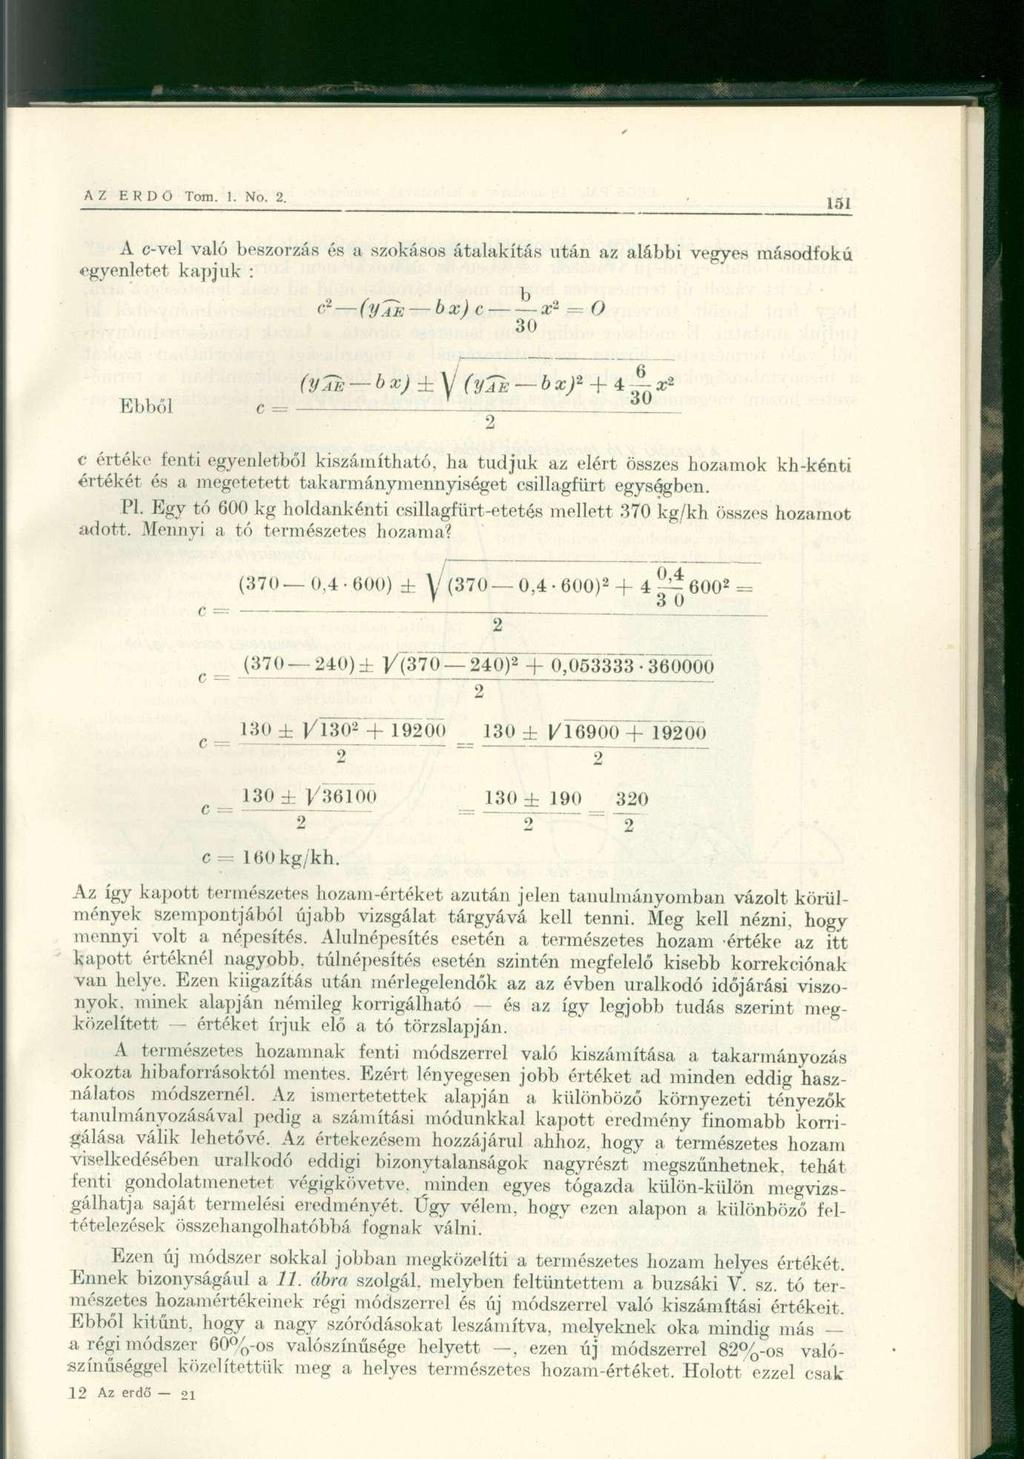 AZ ERDŐ Tom. 1. No. 2. 151
A c-vel való beszorzás és a szokásos átalakítás után az alábbi vegyes másodfokú
egyenletet kapjuk :
c² — (yAE — bx) c — b/30 x² = O
Ebből c = (yAE — bx) ± √(yAE — bx)² + 4 6/30 x² / 2
c értéke fenti egyenletből kiszámítható, ha tudjuk az elért összes hozamok kh-kénti
értékét és a megetetett takarmánymennyiséget csillagfürt egységben.
Pl. Egy tó 600 kg holdankénti csillagfürt-etetés mellett 370 kg/kh összes hozamot
adott. Mennyi a tó természetes hozama?
c = (370 — 0,4 · 600) ± √(370 — 0,4 · 600)² + 4 0,4/30 600² = / 2
c = (370 — 240) ± √(370 — 240)² + 0,053333 · 360000 / 2
c = 130 ± √130² + 19200 / 2 = 130 ± √16900 + 19200 / 2
c = 130 ± √36100 / 2 = 130 ± 190 / 2 = 320 / 2
c = 160 kg/kh.
Az így kapott természetes hozam-értéket azután jelen tanulmányomban vázolt körül-
mények szempontjából újabb vizsgálat tárgyává kell tenni. Meg kell nézni, hogy
mennyi volt a népesítés. Alulnépesítés esetén a természetes hozam értéke az itt
kapott értéknél nagyobb, túlnépesítés esetén szintén megfelelő kisebb korrekciónak
van helye. Ezen kiigazítás után mérlegelendők az az évben uralkodó időjárási viszo-
nyok, minek alapján némileg korrigálható — és az így legjobb tudás szerint meg-
közelített — értéket írjuk elő a tó törzslapján.
A természetes hozamnak fenti módszerrel való kiszámítása a takarmányozás
okozta hibaforrásoktól mentes. Ezért lényegesen jobb értéket ad minden eddig hasz-
nálatos módszernél. Az ismertetettek alapján a különböző környezeti tényezők
tanulmányozásával pedig a számítási módunkkal kapott eredmény finomabb korri-
gálása válik lehetővé. Az értekezésem hozzájárul ahhoz, hogy a természetes hozam
viselkedésében uralkodó eddigi bizonytalanságok nagyrészt megszűnhetnek, tehát
fenti gondolatmenetet végigkövetve, minden egyes tógazda külön-külön megvizs-
gálhatja saját termelési eredményét. Úgy vélem, hogy ezen alapon a különböző fel-
tételezések összehangolhatóbbá fognak válni.
Ezen új módszer sokkal jobban megközelíti a természetes hozam helyes értékét.
Ennek bizonyságául a 11. ábra szolgál, melyben feltüntettem a buzsáki V. sz. tó ter-
mészetes hozamértékeinek régi módszerrel és új módszerrel való kiszámítási értékeit.
Ebből kitűnt, hogy a nagy szóródásokat leszámítva, melyeknek oka mindig más —
a régi módszer 60%-os valószínűsége helyett —, ezen új módszerrel 82%-os való-
színűséggel közelítettük meg a helyes természetes hozam-értéket. Holott ezzel csak
12 Az erdő — 21